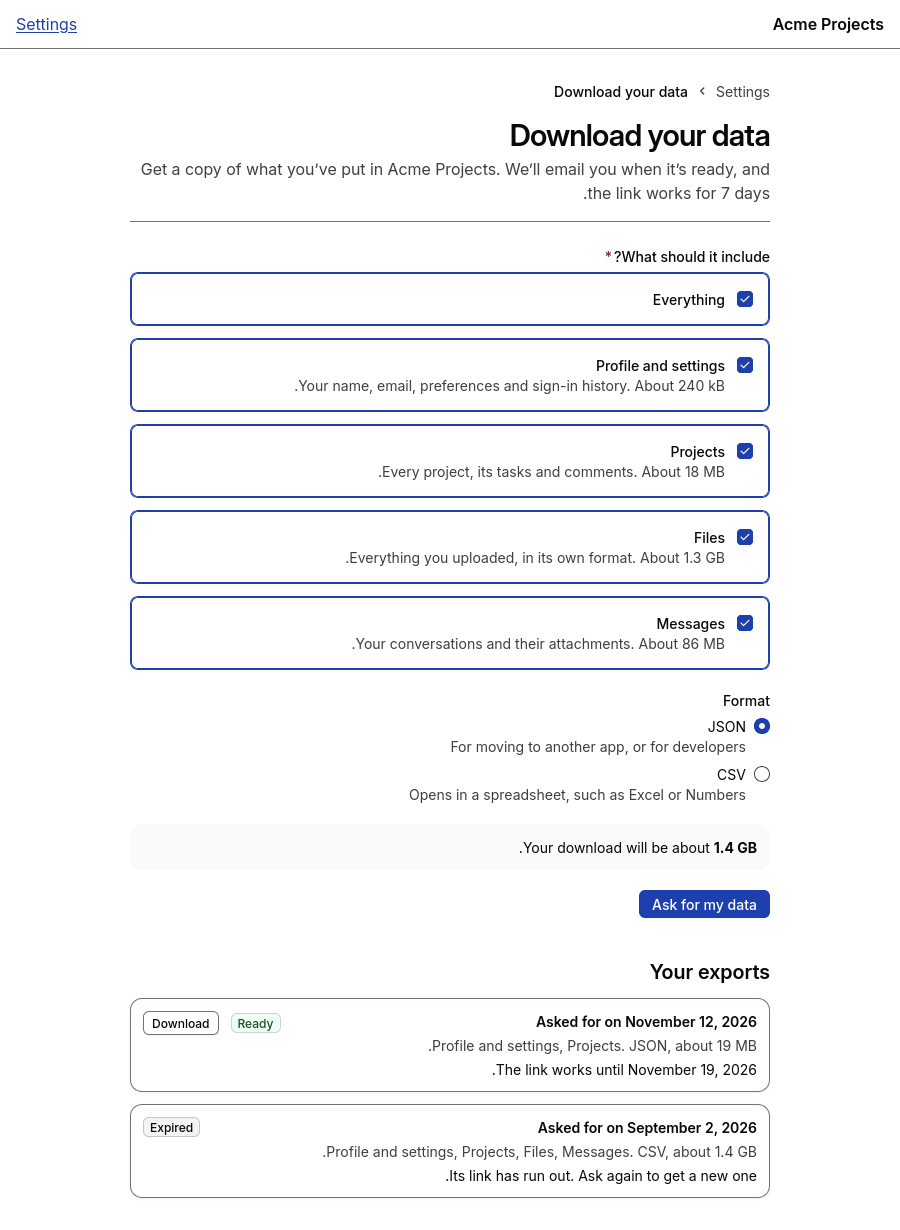 Settings
Acme Projects
Download your data ‹ Settings
Download your data
Get a copy of what you’ve put in Acme Projects. We’ll email you when it’s ready, and
.the link works for 7 days
* ?What should it include
Everything
Profile and settings
.Your name, email, preferences and sign-in history. About 240 kB
Projects
.Every project, its tasks and comments. About 18 MB
Files
.Everything you uploaded, in its own format. About 1.3 GB
Messages
.Your conversations and their attachments. About 86 MB
Format
JSON
For moving to another app, or for developers
CSV
Opens in a spreadsheet, such as Excel or Numbers
.Your download will be about 1.4 GB
Ask for my data
Your exports
Asked for on November 12, 2026
.Profile and settings, Projects. JSON, about 19 MB
.The link works until November 19, 2026
Ready
Download
Asked for on September 2, 2026
.Profile and settings, Projects, Files, Messages. CSV, about 1.4 GB
.Its link has run out. Ask again to get a new one
Expired